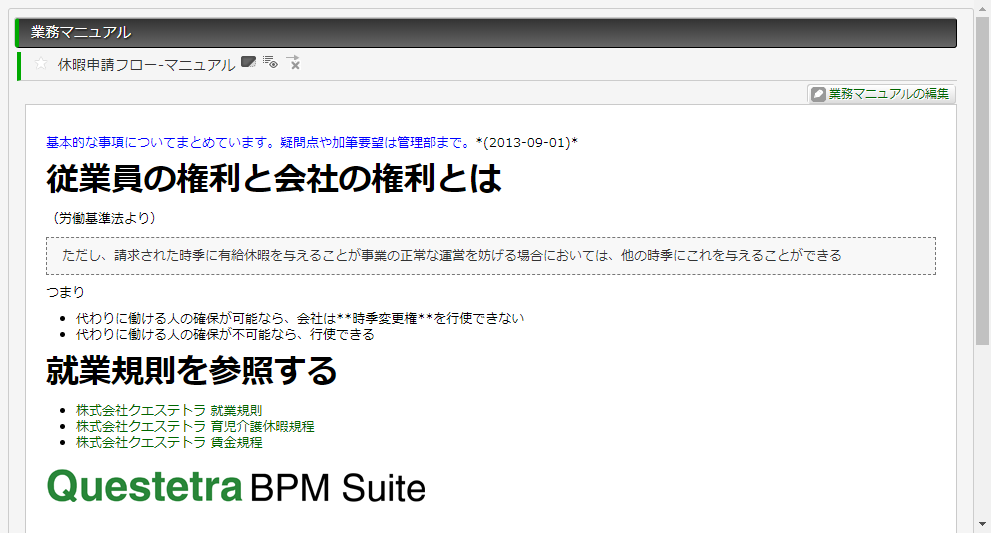 業務マニュアル
休暇申請フロー-マニュアル
業務マニュアルの編集
基本的な事項についてまとめています。疑問点や加筆要望は管理部まで。*(2013-09-01)*
従業員の権利と会社の権利とは
（労働基準法より）
ただし、請求された時季に有給休暇を与えることが事業の正常な運営を妨げる場合においては、他の時季にこれを与えることができる
つまり
代わりに働ける人の確保が可能なら、会社は**時季変更権**を行使できない
代わりに働ける人の確保が不可能なら、行使できる
就業規則を参照する
株式会社クエステトラ 就業規則
株式会社クエステトラ 育児介護休暇規程
株式会社クエステトラ 賃金規程
Questetra BPM Suite